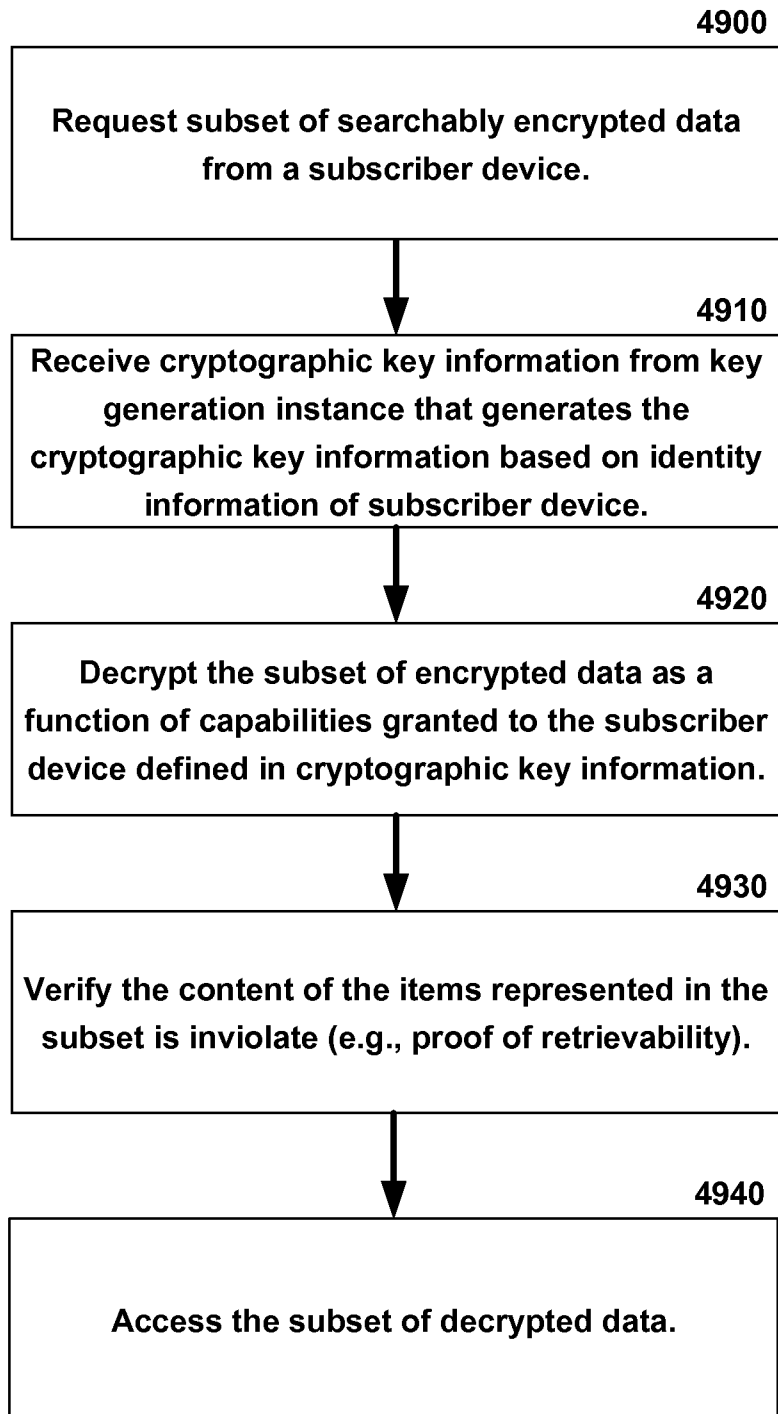 4900
Request subset of searchably encrypted data
from a subscriber device.
4910
Receive cryptographic key information from key
generation instance that generates the
cryptographic key information based on identity
information of subscriber device.
4920
Decrypt the subset of encrypted data as a
function of capabilities granted to the subscriber
device defined in cryptographic key information.
4930
Verify the content of the items represented in the
subset is inviolate (e.g., proof of retrievability).
4940
Access the subset of decrypted data.